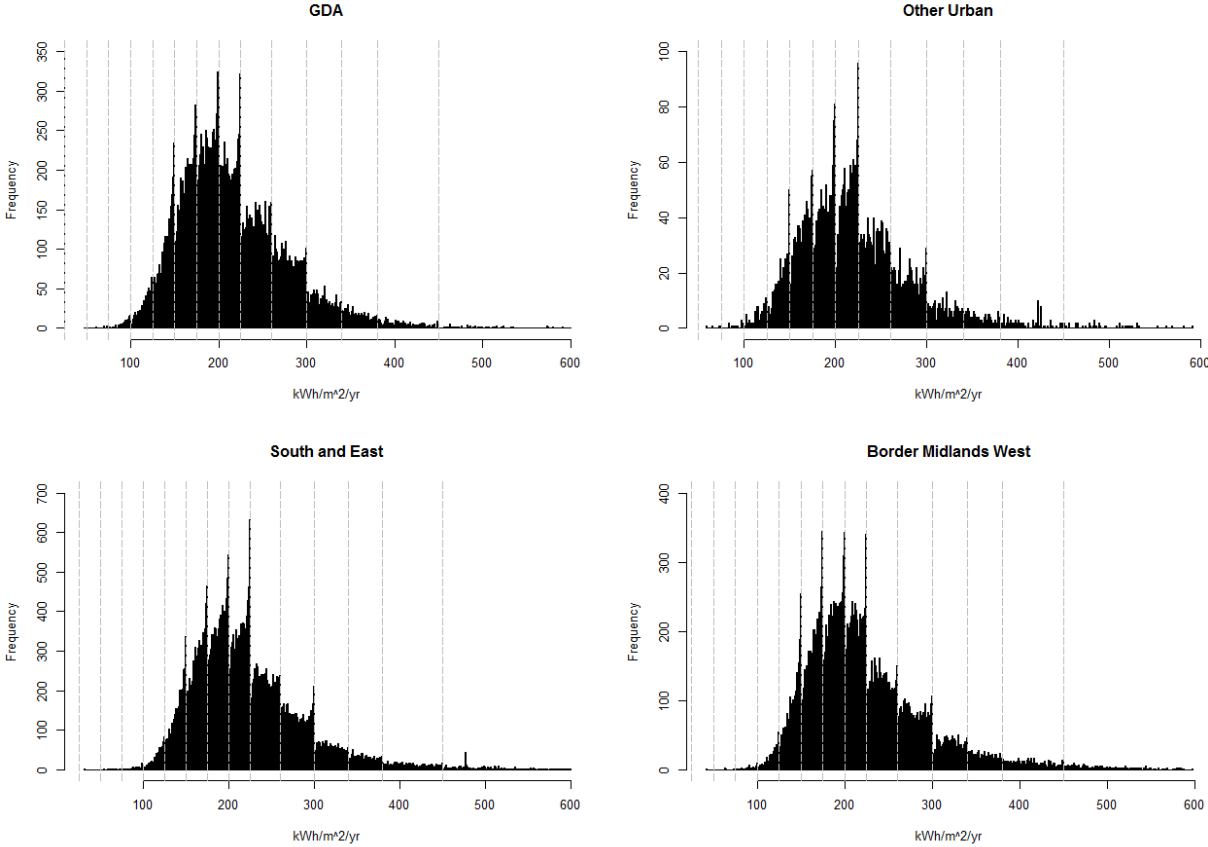 GDA
Frequency
350
300
250
200
150
100
50
0
100 200 300 400 500 600
kWh/m^2/yr
Other Urban
Frequency
100
80
60
40
20
0
100 200 300 400 500 600
kWh/m^2/yr
South and East
Frequency
700
600
500
400
300
200
100
0
100 200 300 400 500 600
kWh/m^2/yr
Border Midlands West
Frequency
400
300
200
100
0
100 200 300 400 500 600
kWh/m^2/yr